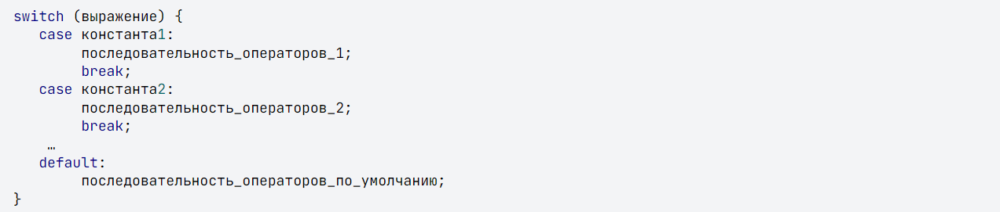 switch (выражение) {
case константа1:
последовательность_операторов_1;
break;
case константа2:
последовательность_операторов_2;
break;
…
default:
последовательность_операторов_по_умолчанию;
}